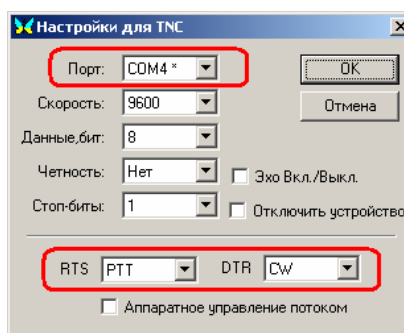 Настройки для TNC
Порт: COM4 *
OK
Скорость: 9600
Отмена
Данные,бит: 8
Четность: Нет
Эхо Вкл./Выкл.
Стоп-биты: 1
Отключить устройство
RTS PTT DTR CW
Аппаратное управление потоком